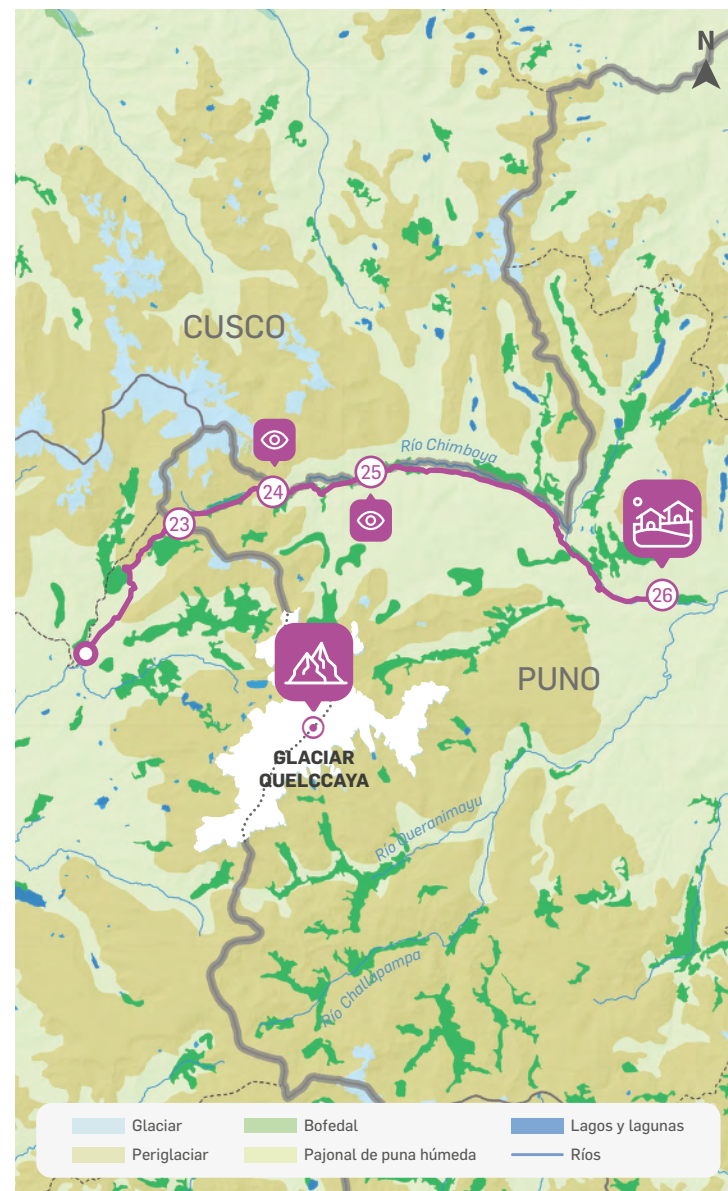 N
CUSCO
Río Chimboya
25
24
23
26
PUNO
GLACIAR
QUELCCAYA
Río Queranimayu
Río Challapampa
Glaciar
Bofedal
Lagos y lagunas
Periglaciar
Pajonal de puna húmeda
Ríos